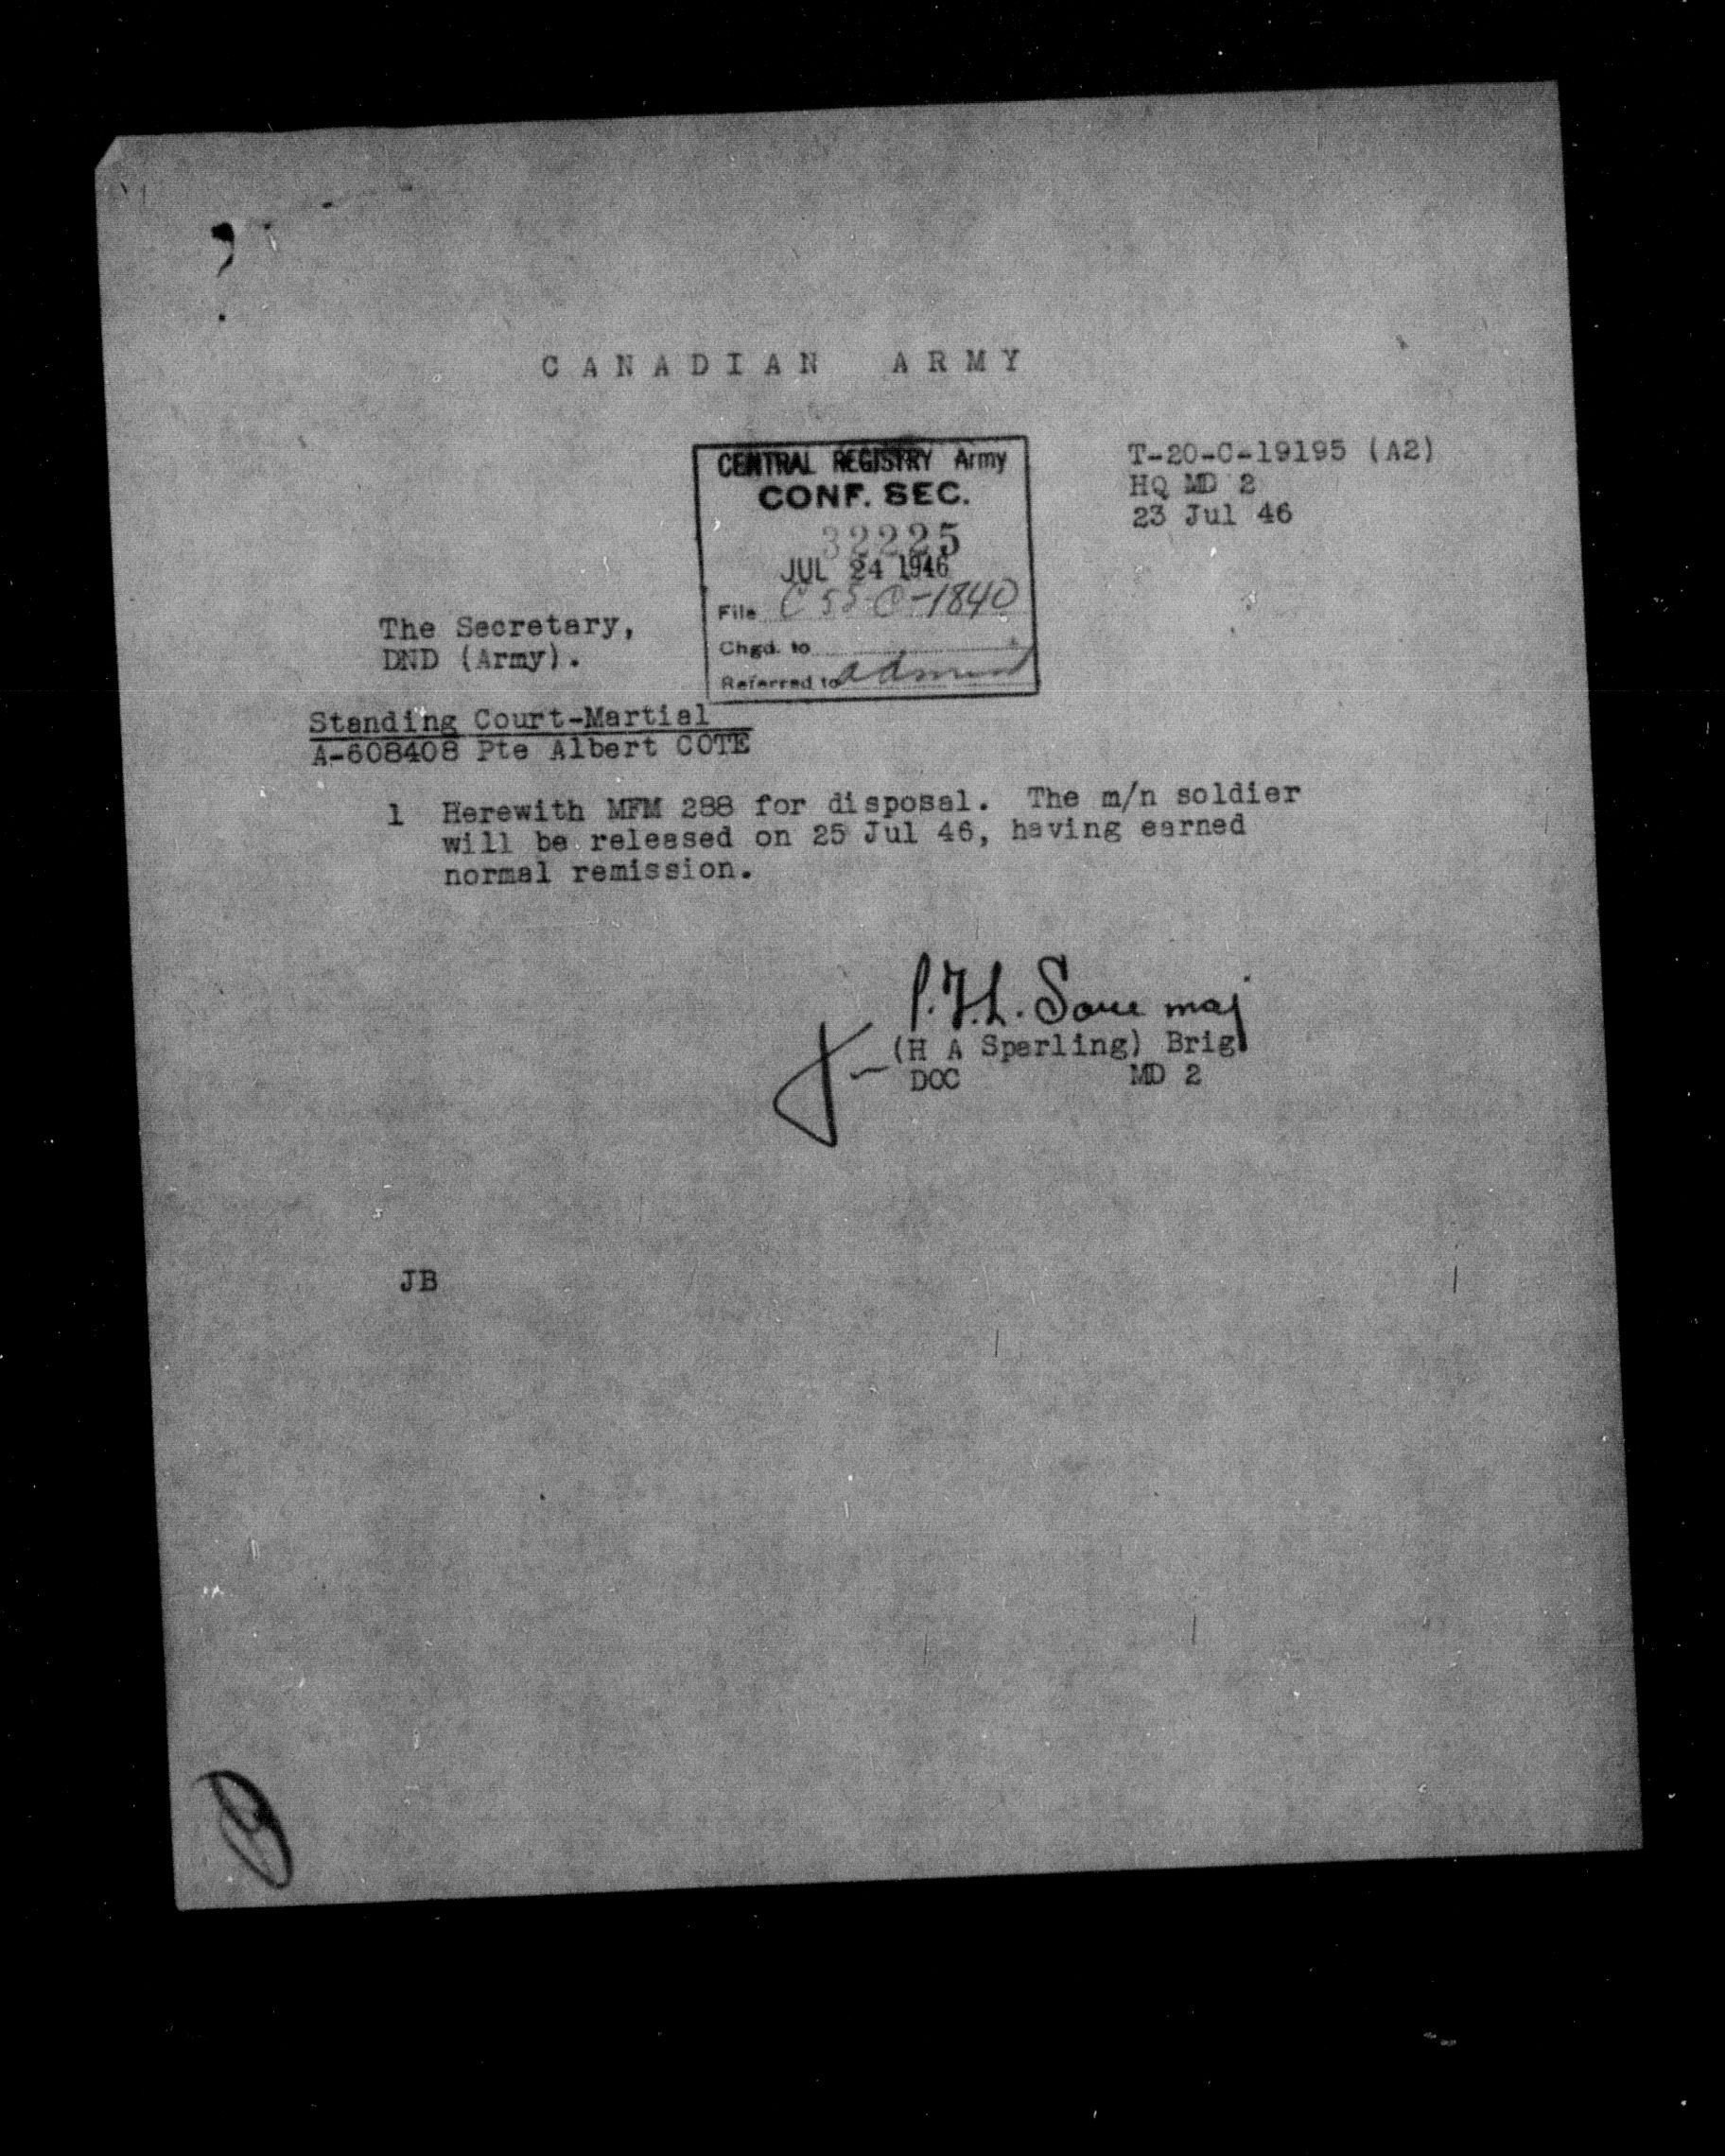 CANADIAN ARMY
T-20-C-19195 (A2)
HQ MD 2
23 Jul 46
CENTRAL REGISTRY Army
CONF. SEC.
32225
JUL 24 1946
File C 55-C-1840
Chgd. to
Referred to
The Secretary,
DND (Army).
Standing Court-Martial
A-608408 Pte Albert COTE
1 Herewith MFM 288 for disposal. The m/n soldier
will be released on 25 Jul 46, having earned
normal remission.
maj
(H A Sparling) Brig
DOC MD 2
JB